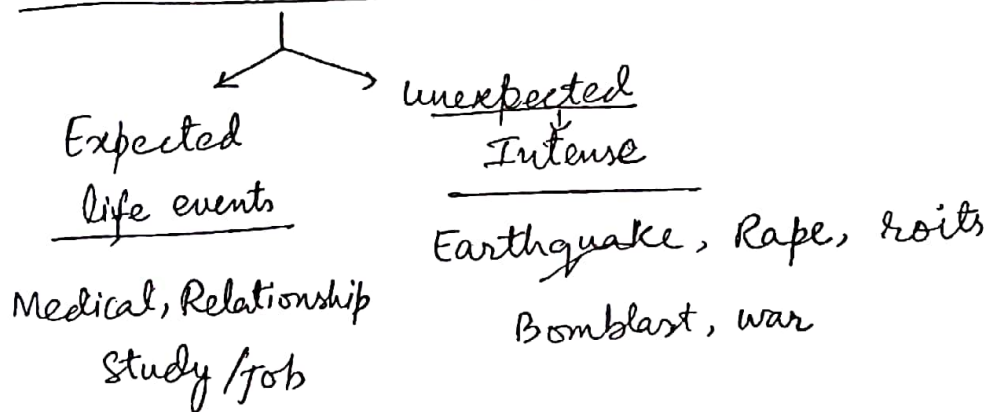 unexpected
Expected
Intense
life events
Earthquake, Rape, roits
Medical, Relationship
Bomblast, war
Study/Job